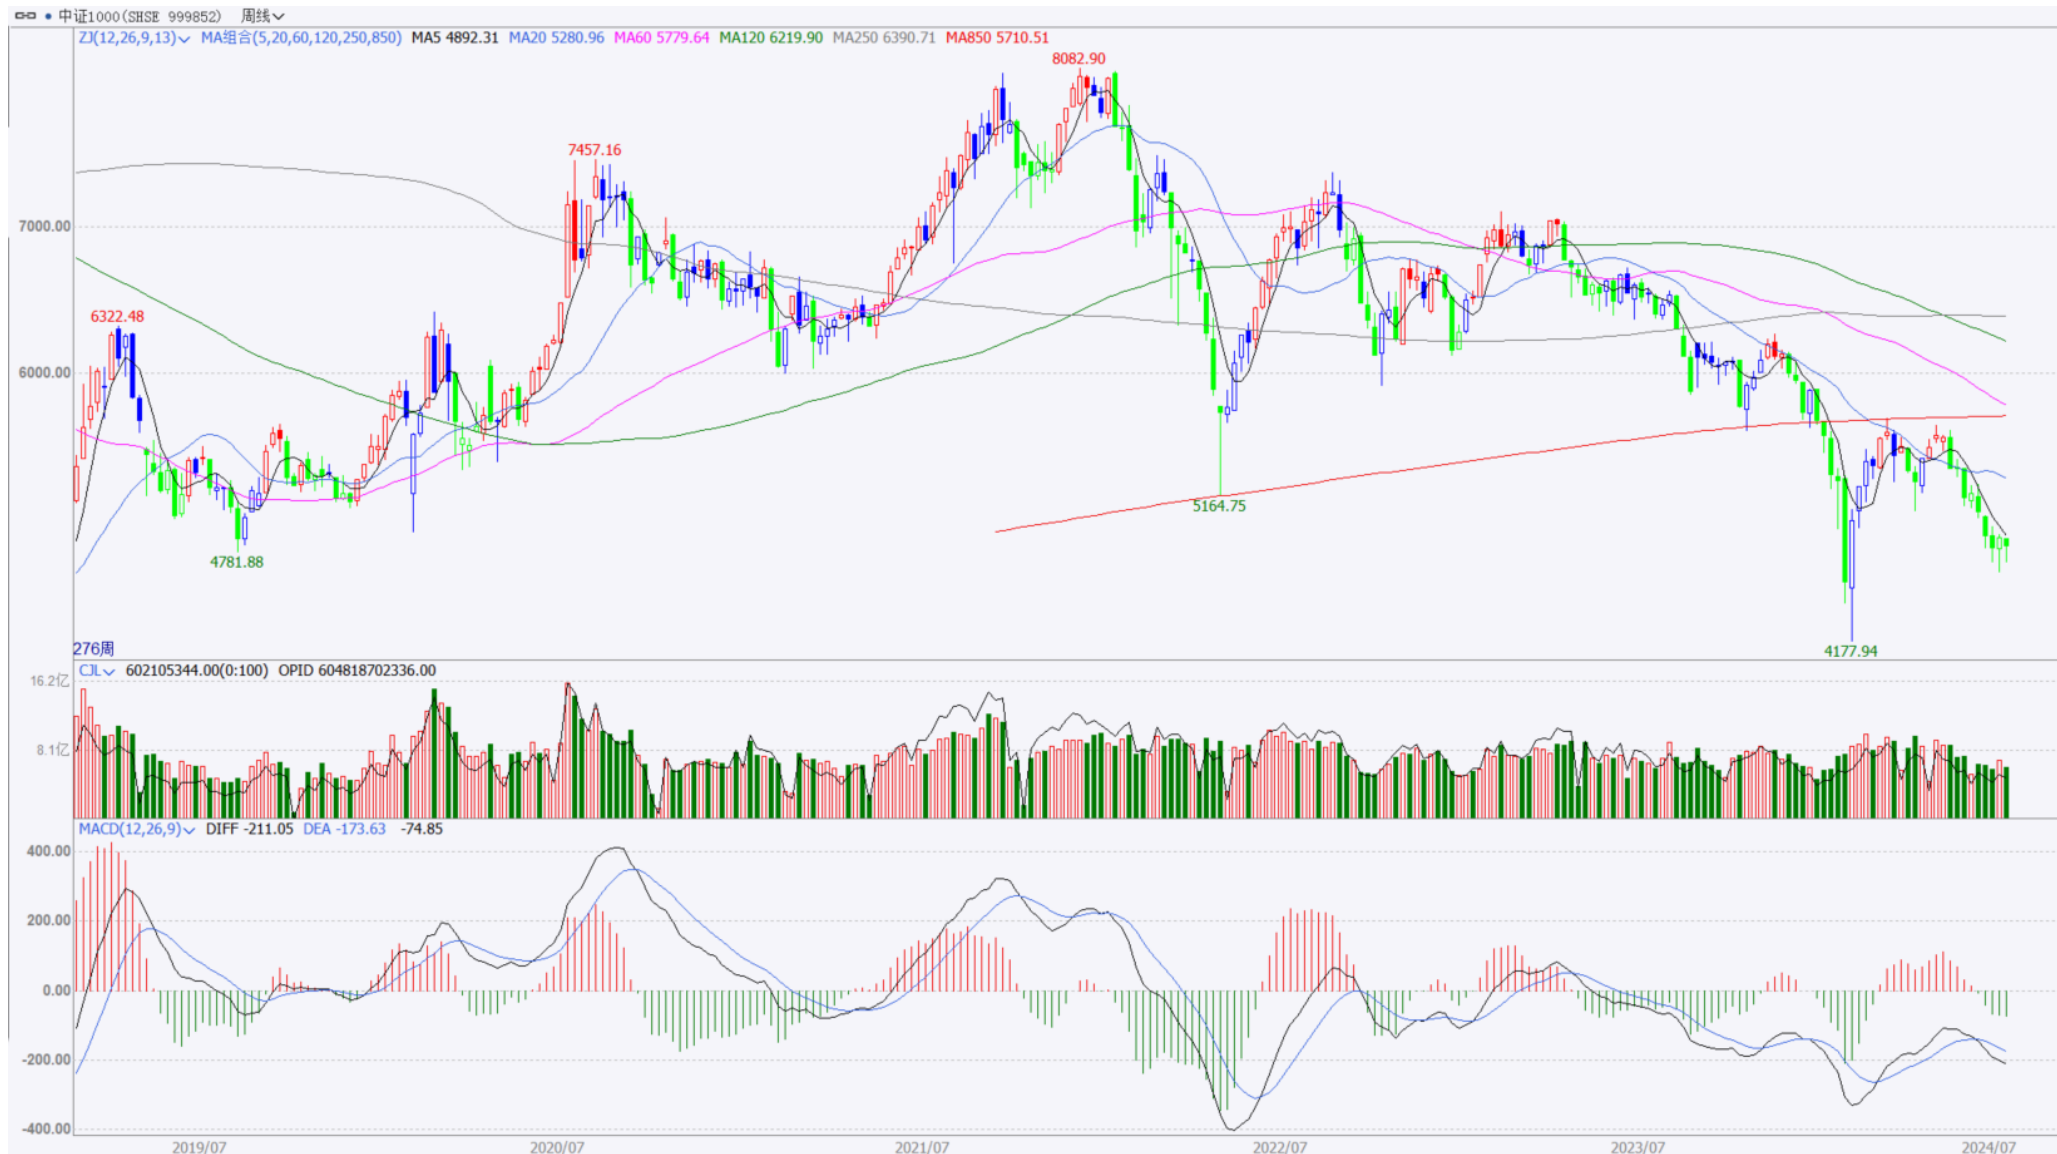 中证1000(SHSE 999852) 周线
ZJ(12,26,9,13) MA组合(5,20,60,120,250,850) MA5 4892.31 MA20 5280.96 MA60 5779.64 MA120 6219.90 MA250 6390.71 MA850 5710.51
8082.90
7457.16
7000.00
6322.48
6000.00
5164.75
4781.88
276周
4177.94
CJL 602105344.00(0:100) OPID 604818702336.00
16.2亿
8.1亿
MACD(12,26,9) DIFF -211.05 DEA -173.63 -74.85
400.00
200.00
0.00
-200.00
-400.00
2019/07 2020/07 2021/07 2022/07 2023/07 2024/07